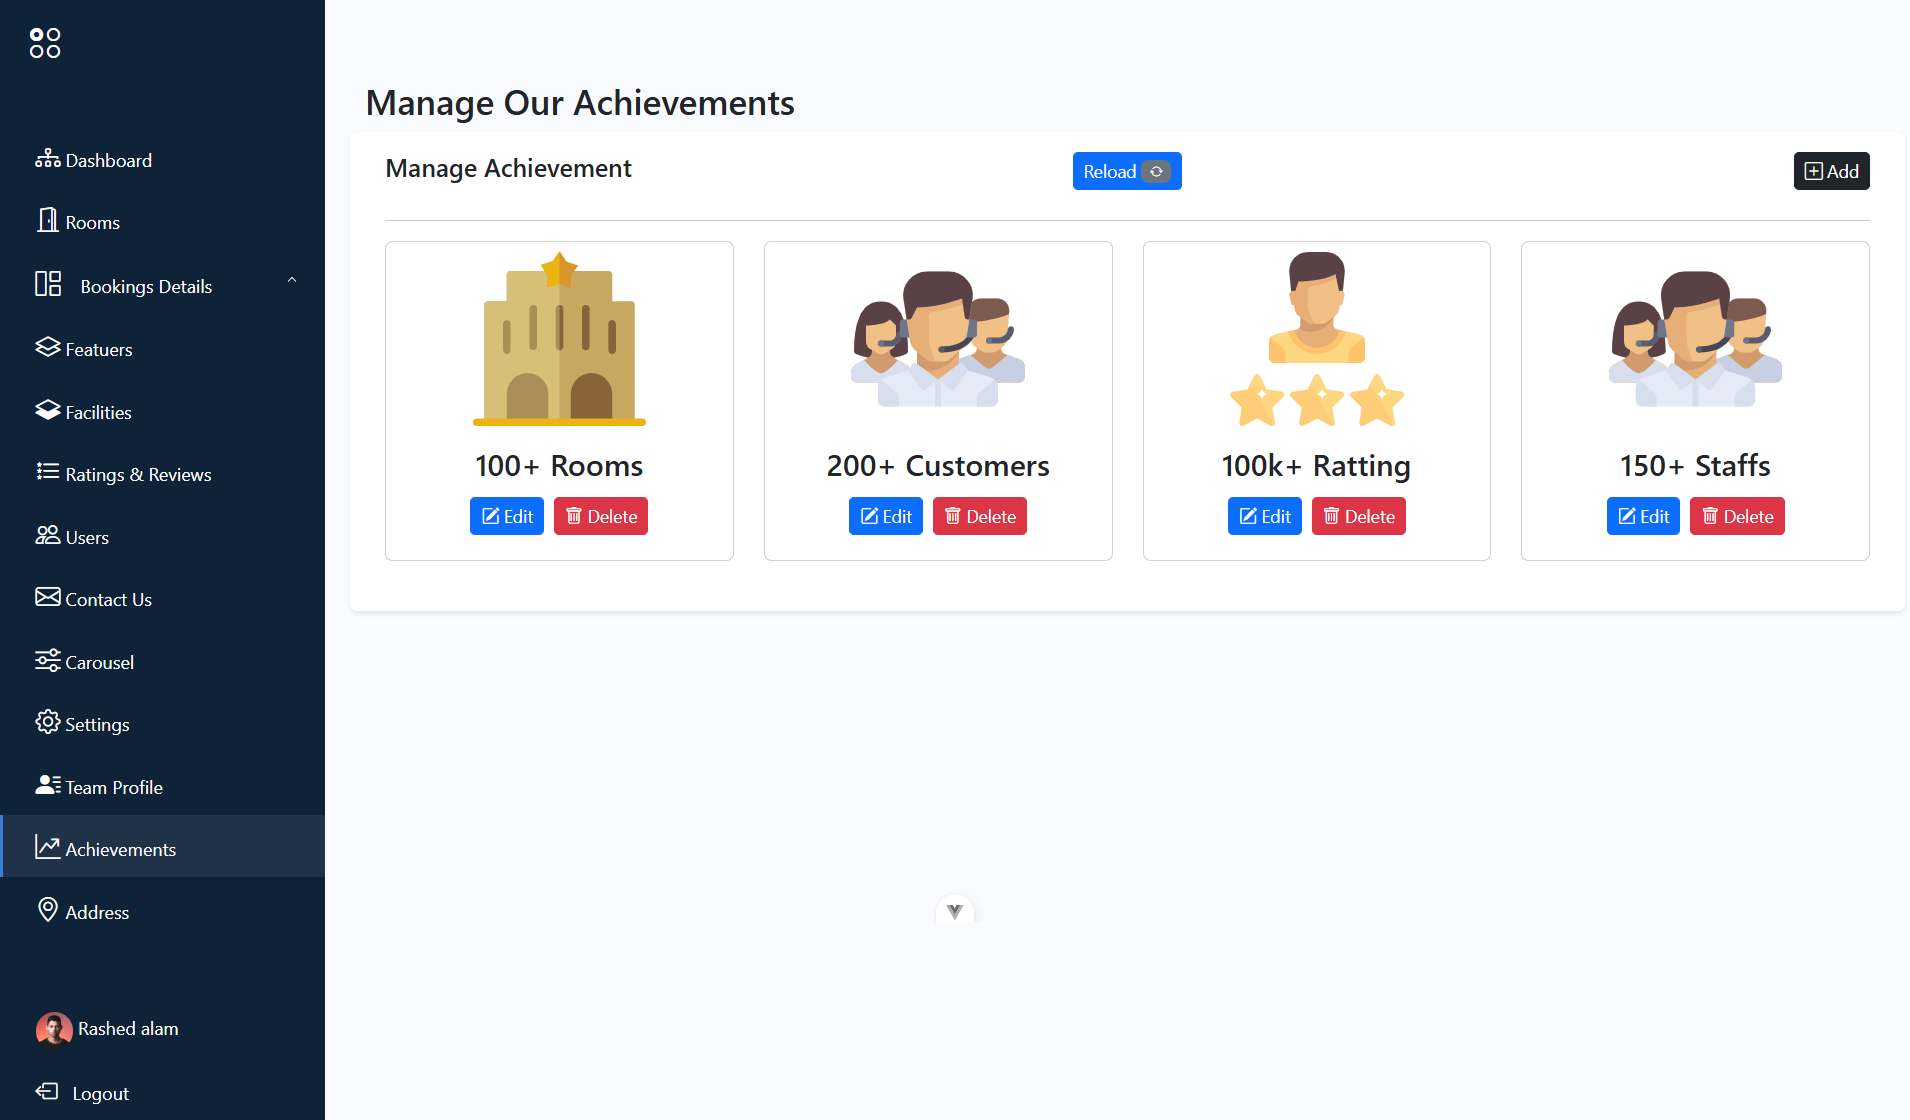 Dashboard
Rooms
Bookings Details
Featuers
Facilities
Ratings & Reviews
Users
Contact Us
Carousel
Settings
Team Profile
Achievements
Address
Rashed alam
Logout
Manage Our Achievements
Manage Achievement
Reload
Add
100+ Rooms
Edit Delete
200+ Customers
Edit Delete
100k+ Ratting
Edit Delete
150+ Staffs
Edit Delete